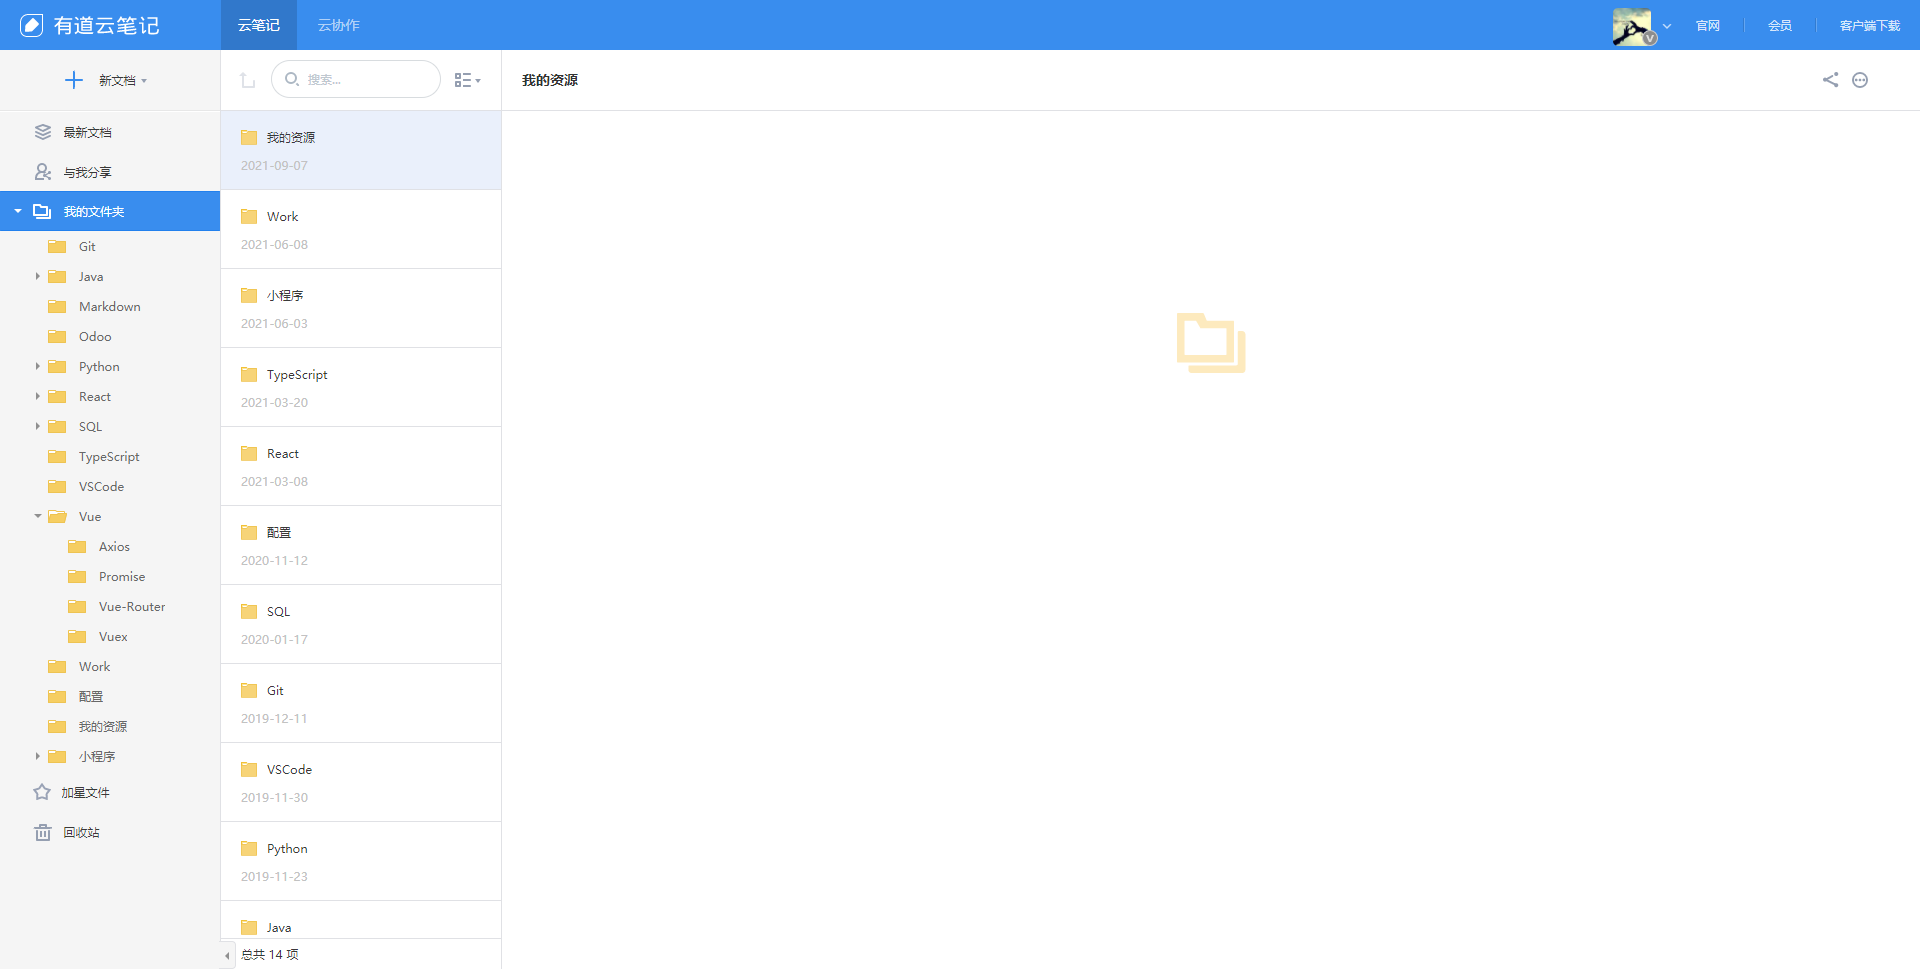 有道云笔记
云笔记
云协作
官网
会员
客户端下载
新文档
搜索...
我的资源
最新文档
与我分享
我的文件夹
Git
Java
Markdown
Odoo
Python
React
SQL
TypeScript
VSCode
Vue
Axios
Promise
Vue-Router
Vuex
Work
配置
我的资源
小程序
加星文件
回收站
我的资源
2021-09-07
Work
2021-06-08
小程序
2021-06-03
TypeScript
2021-03-20
React
2021-03-08
配置
2020-11-12
SQL
2020-01-17
Git
2019-12-11
VSCode
2019-11-30
Python
2019-11-23
Java
总共 14 项